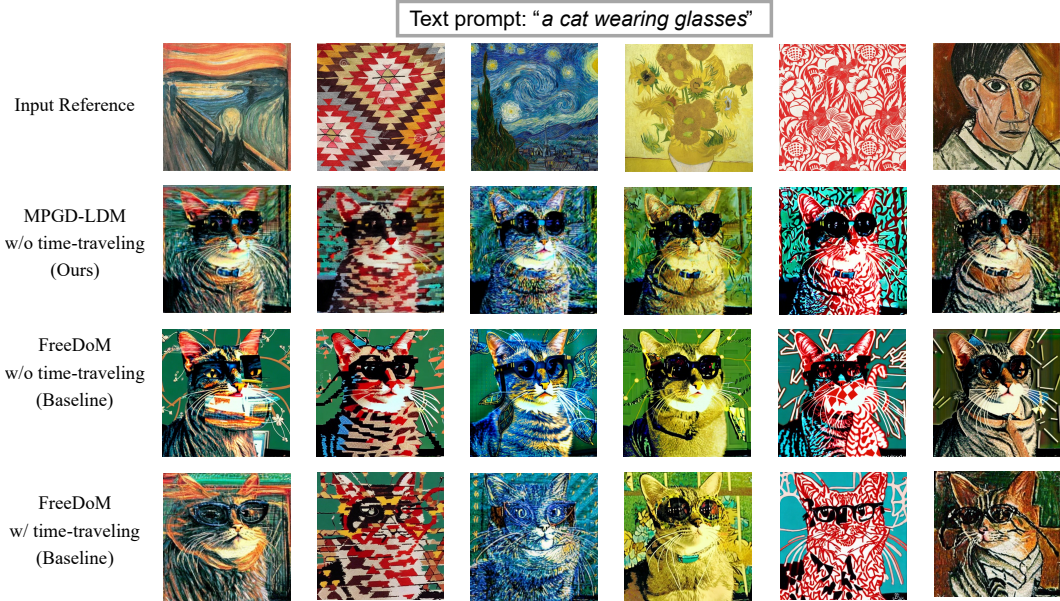 Text prompt: “a cat wearing glasses”
Input Reference
MPGD-LDM
w/o time-traveling
(Ours)
FreeDoM
w/o time-traveling
(Baseline)
FreeDoM
w/ time-traveling
(Baseline)